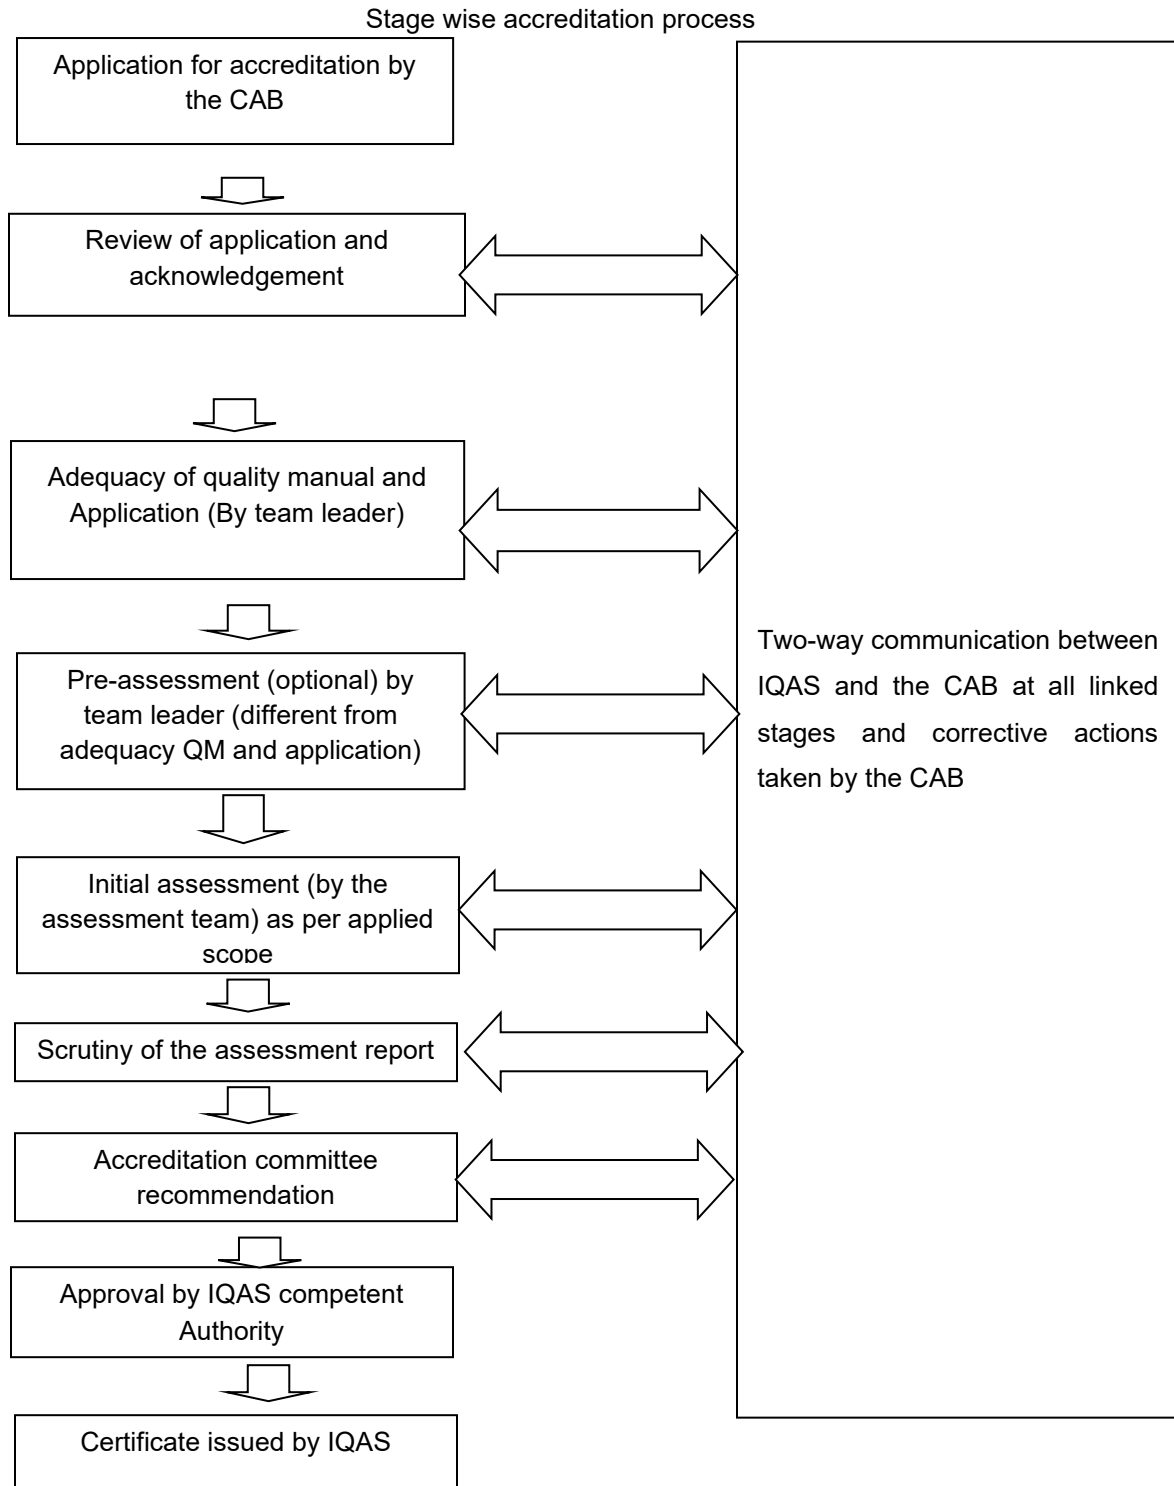 Stage wise accreditation process
Application for accreditation by
the CAB
Review of application and
acknowledgement
Adequacy of quality manual and
Application (By team leader)
Pre-assessment (optional) by
team leader (different from
adequacy QM and application)
Initial assessment (by the
assessment team) as per applied
scope
Scrutiny of the assessment report
Accreditation committee
recommendation
Approval by IQAS competent
Authority
Certificate issued by IQAS
Two-way communication between
IQAS and the CAB at all linked
stages and corrective actions
taken by the CAB